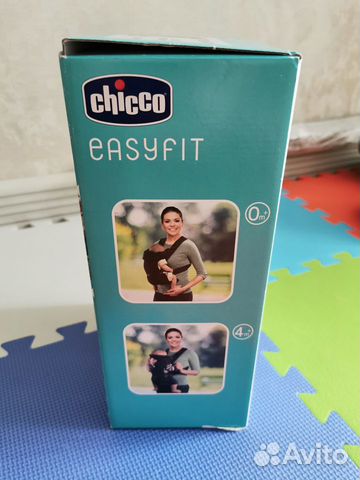 chicco
easyfit
0m+
4m+
Avito